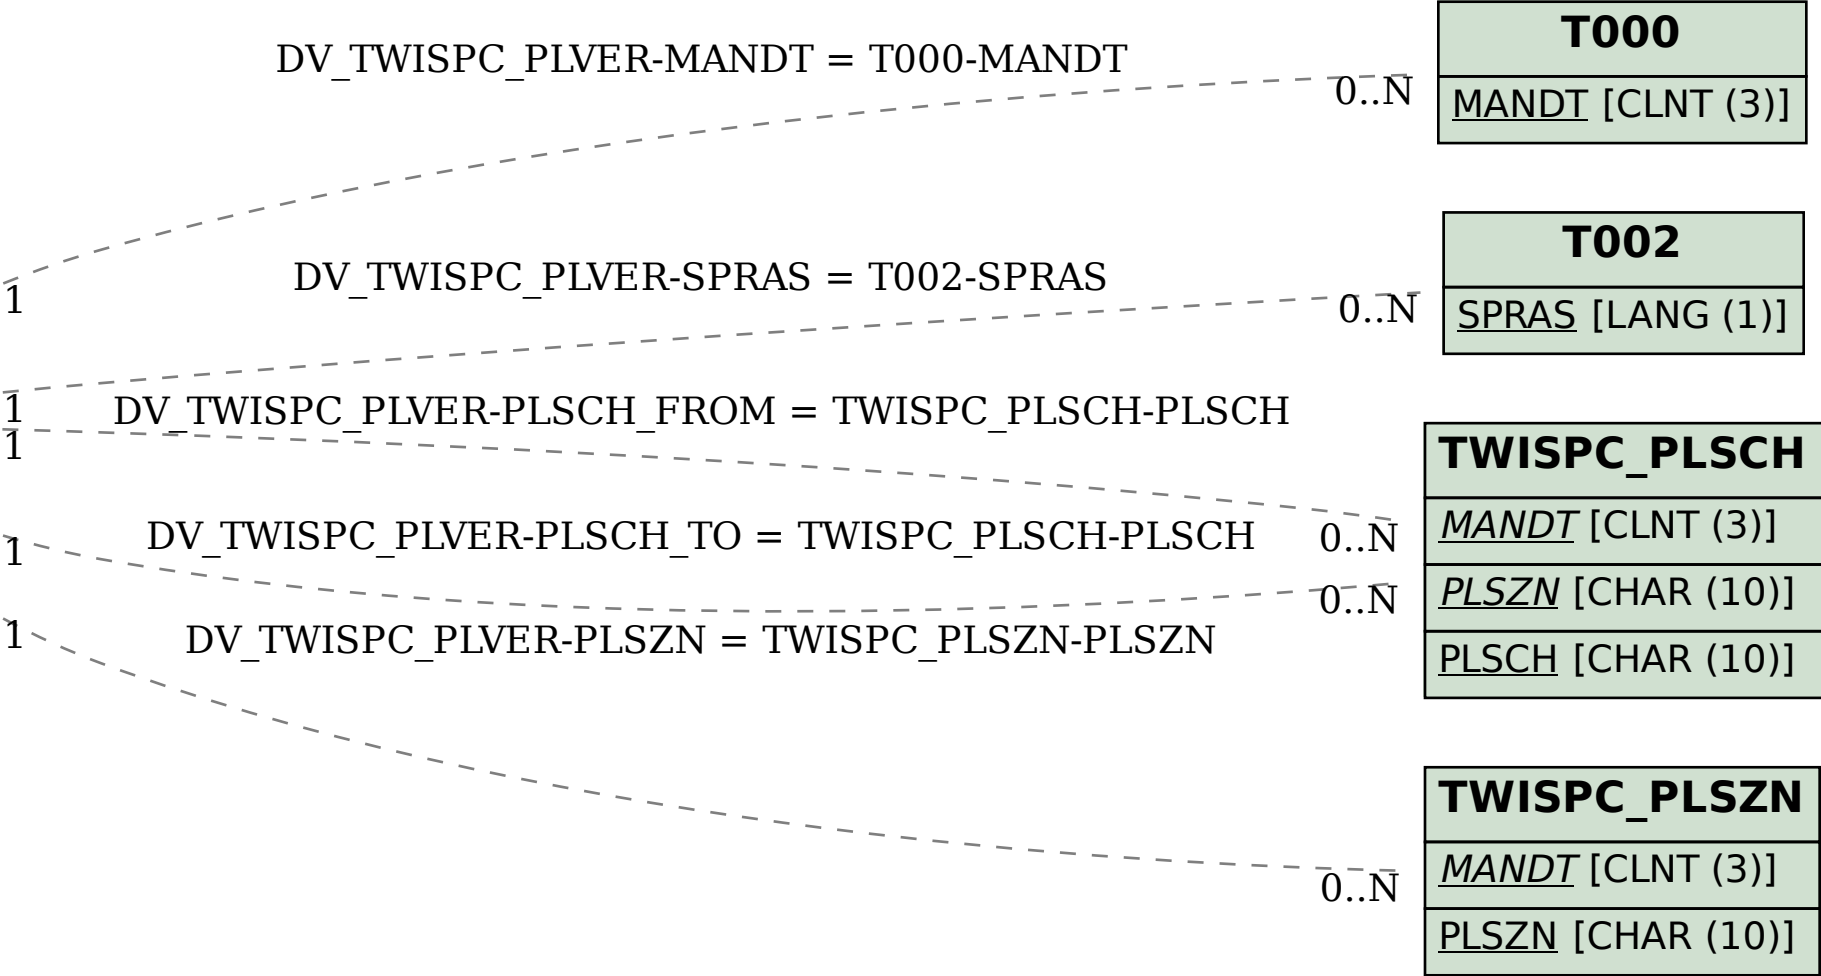 T000
DV_TWISPC_PLVER-MANDT = T000-MANDT
0..N
MANDT [CLNT (3)]
1
T002
DV_TWISPC_PLVER-SPRAS = T002-SPRAS
0..N
SPRAS [LANG (1)]
1
DV_TWISPC_PLVER-PLSCH_FROM = TWISPC_PLSCH-PLSCH
1
TWISPC_PLSCH
MANDT [CLNT (3)]
DV_TWISPC_PLVER-PLSCH_TO = TWISPC_PLSCH-PLSCH
0..N
1
PLSZN [CHAR (10)]
0..N
1
DV_TWISPC_PLVER-PLSZN = TWISPC_PLSZN-PLSZN
PLSCH [CHAR (10)]
TWISPC_PLSZN
MANDT [CLNT (3)]
0..N
PLSZN [CHAR (10)]